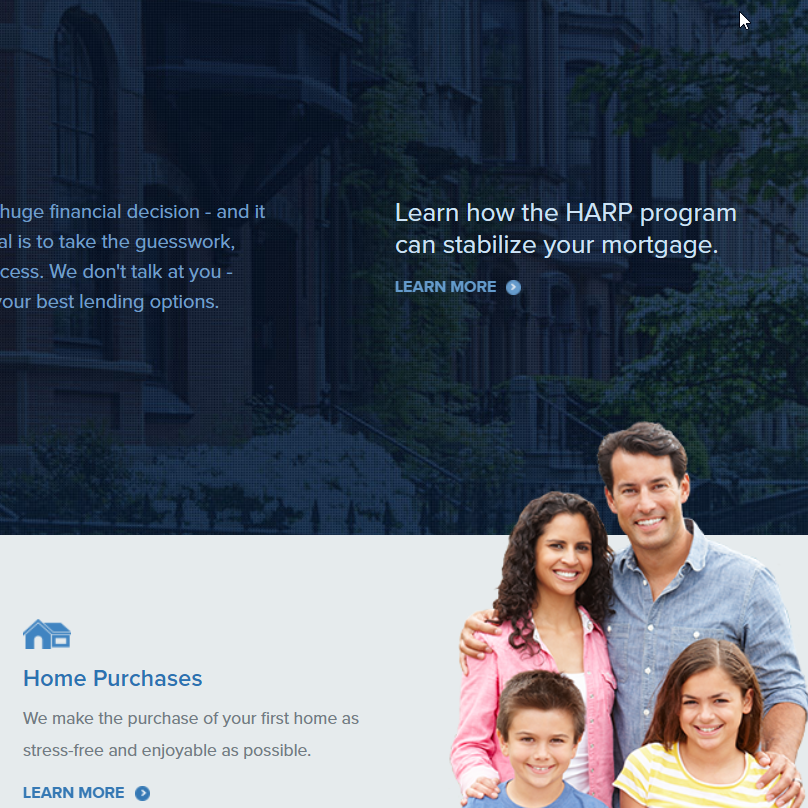 huge financial decision - and it
al is to take the guesswork,
cess. We don't talk at you -
your best lending options.
Learn how the HARP program
can stabilize your mortgage.
LEARN MORE
Home Purchases
We make the purchase of your first home as
stress-free and enjoyable as possible.
LEARN MORE